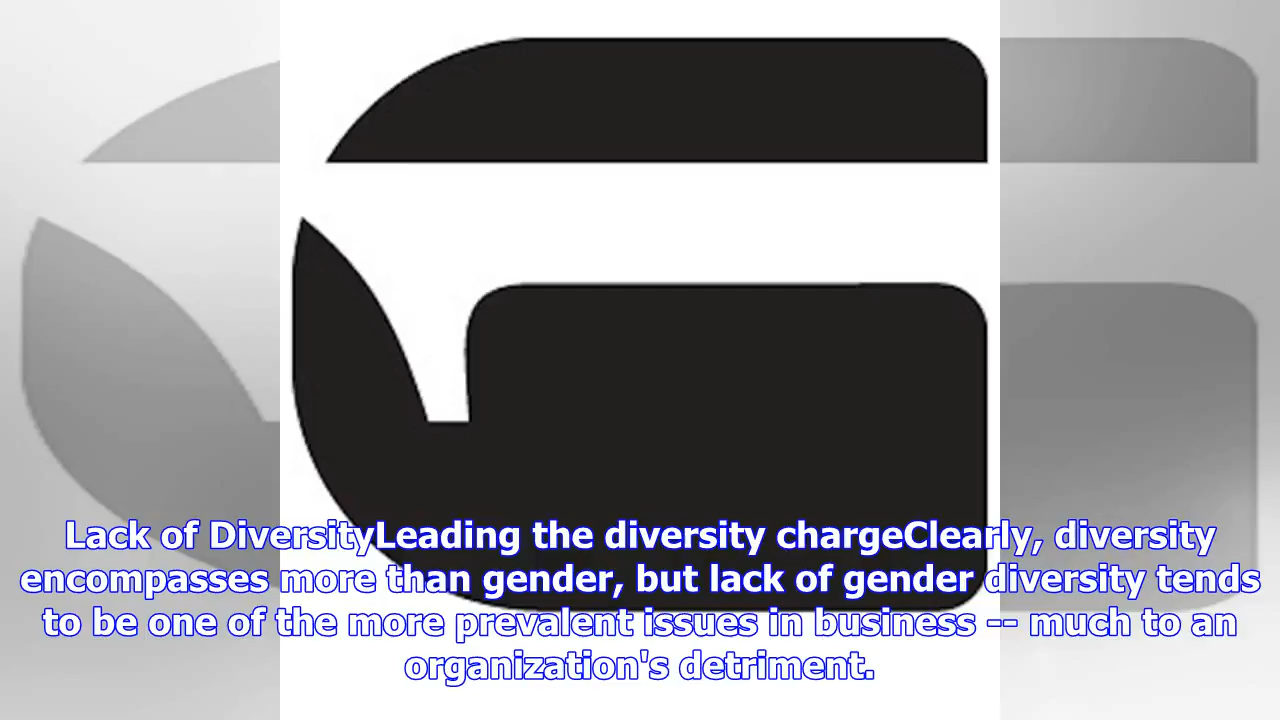 Lack of DiversityLeading the diversity chargeClearly, diversity
encompasses more than gender, but lack of gender diversity tends
to be one of the more prevalent issues in business -- much to an
organization's detriment.